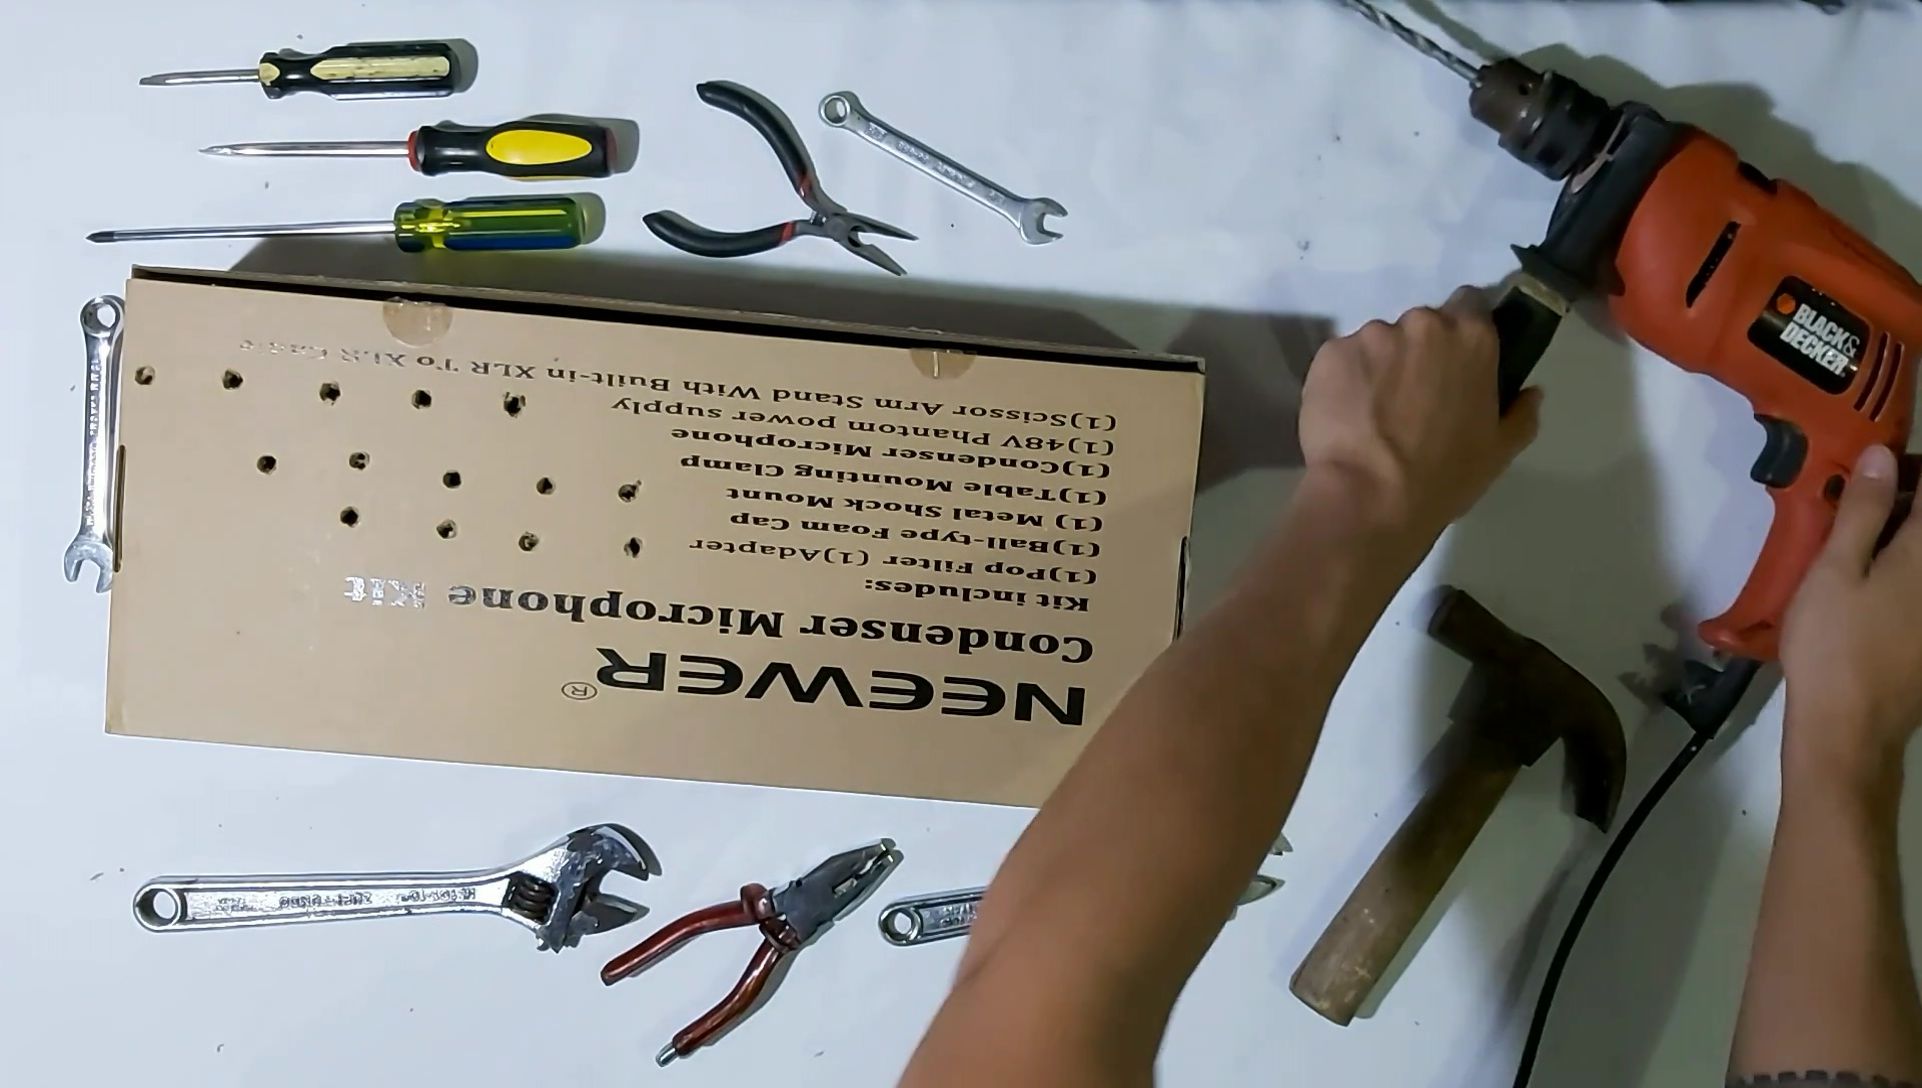 NEEWER®
Condenser Microphone Kit
Kit includes:
(1)Pop Filter (1)Adapter
(1)Ball-type Foam Cap
(1) Metal Shock Mount
(1)Table Mounting Clamp
(1)Condenser Microphone
(1)48V Phantom power supply
(1)Scissor Arm Stand With Built-in XLR To XLR Cable
BLACK&
DECKER